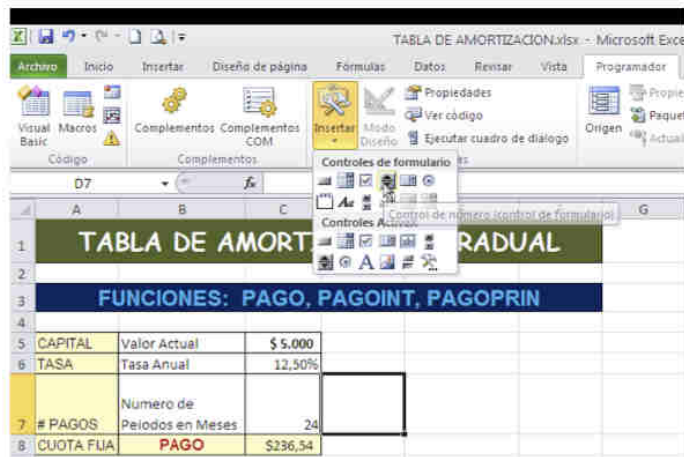 TABLA DE AMORTIZACION.xlsx - Microsoft Exce
Archivo Inicio Insertar Diseño de página Fórmulas Datos Revisar Vista Programador
Visual Basic Macros Complementos Complementos COM Insertar Modo Diseño Propiedades Origen Propie
Ver código Paquet
Ejecutar cuadro de diálogo Actual
Código Complementos es
Controles de formulario
D7 fx
Control de número (control de formulario)
Controles Active
A B C G
1 TABLA DE AMORT RADUAL
2
3 FUNCIONES: PAGO, PAGOINT, PAGOPRIN
4
5 CAPITAL Valor Actual $ 5.000
6 TASA Tasa Anual 12,50%
Numero de
7 # PAGOS Peiodos en Meses 24
8 CUOTA FIJA PAGO $236,54